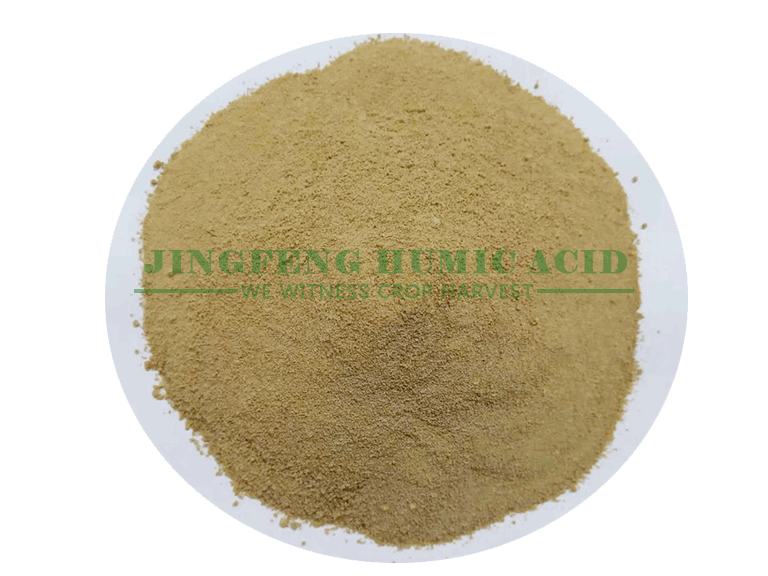 JINGFENG HUMIC ACID
WE WITNESS CROP HARVEST